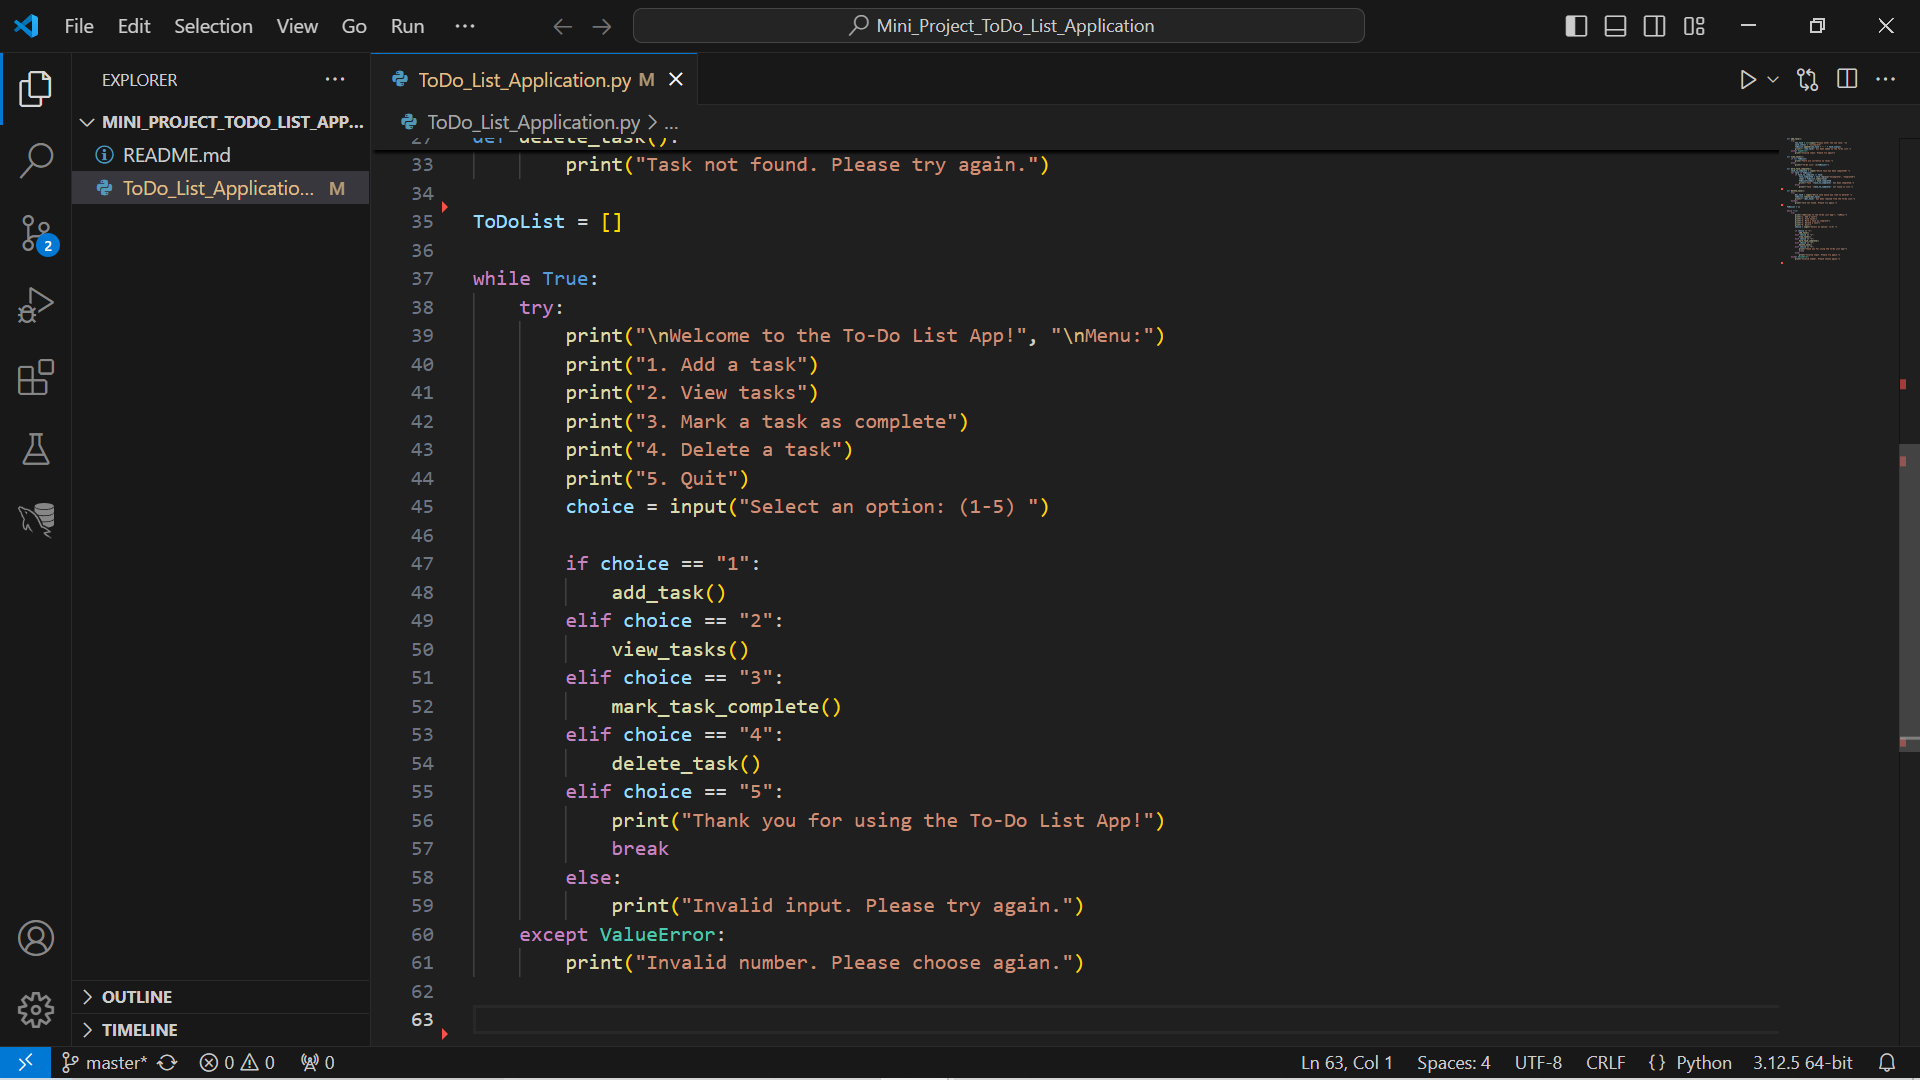 File Edit Selection View Go Run ··· Mini_Project_ToDo_List_Application
EXPLORER ···
MINI_PROJECT_TODO_LIST_APP...
README.md
ToDo_List_Applicatio... M
2
OUTLINE
TIMELINE
ToDo_List_Application.py M
ToDo_List_Application.py > ...
27 def delete_task():
33 print("Task not found. Please try again.")
34
35 ToDoList = []
36
37 while True:
38 try:
39 print("\nWelcome to the To-Do List App!", "\nMenu:")
40 print("1. Add a task")
41 print("2. View tasks")
42 print("3. Mark a task as complete")
43 print("4. Delete a task")
44 print("5. Quit")
45 choice = input("Select an option: (1-5) ")
46
47 if choice == "1":
48 add_task()
49 elif choice == "2":
50 view_tasks()
51 elif choice == "3":
52 mark_task_complete()
53 elif choice == "4":
54 delete_task()
55 elif choice == "5":
56 print("Thank you for using the To-Do List App!")
57 break
58 else:
59 print("Invalid input. Please try again.")
60 except ValueError:
61 print("Invalid number. Please choose agian.")
62
63
master* 0 0 0 Ln 63, Col 1 Spaces: 4 UTF-8 CRLF {} Python 3.12.5 64-bit